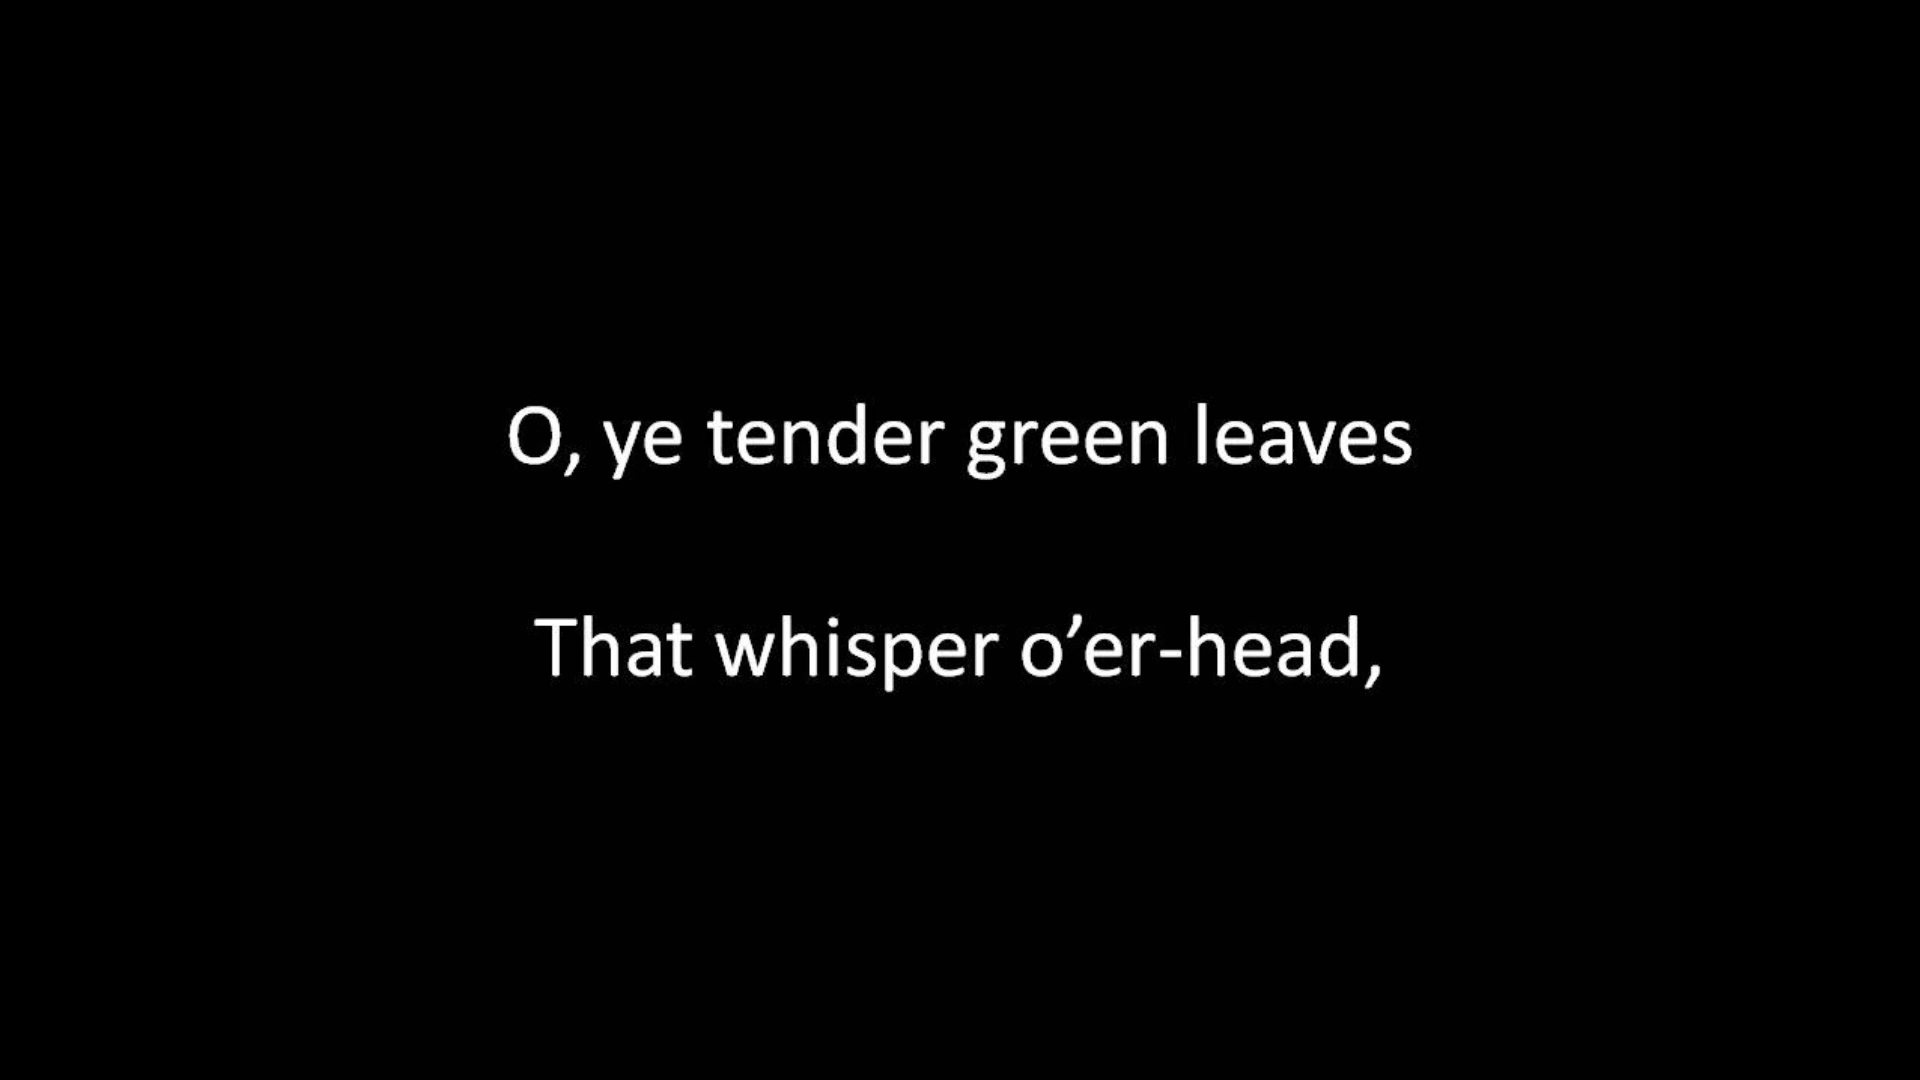 O, ye tender green leaves
That whisper o’er-head,